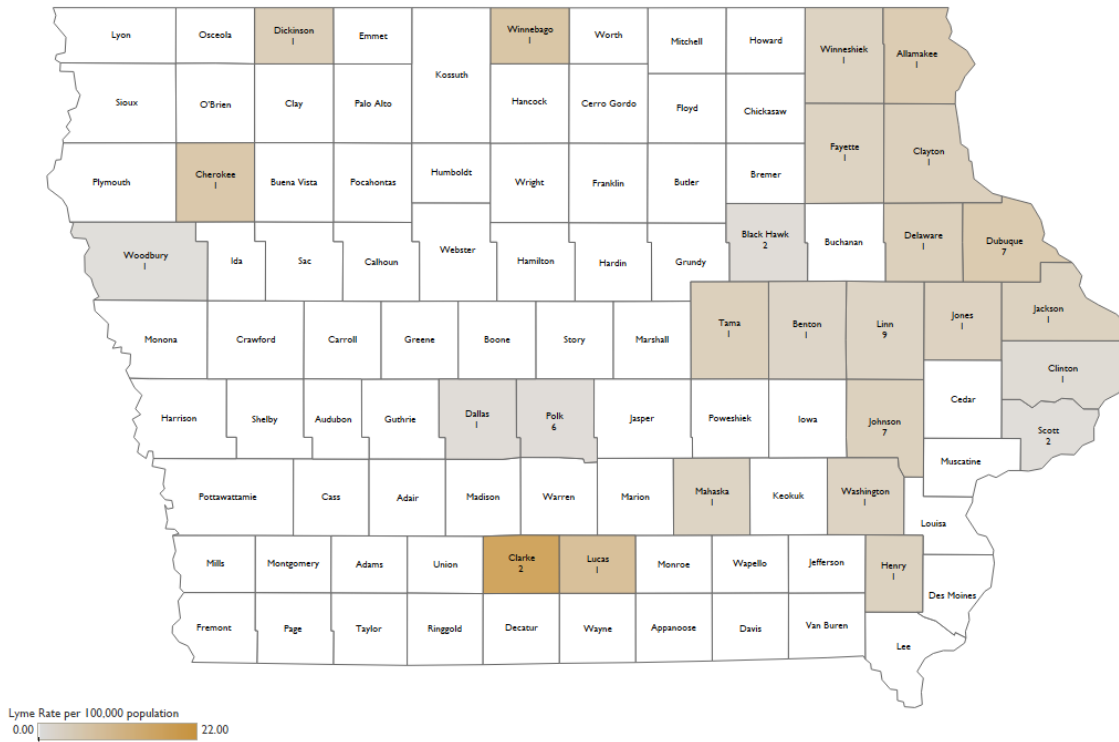 Lyon
Osceola
Dickinson
1
Emmet
Kossuth
Winnebago
1
Worth
Mitchell
Howard
Winneshiek
1
Allamakee
1
Sioux
O'Brien
Clay
Palo Alto
Hancock
Cerro Gordo
Floyd
Chickasaw
Plymouth
Cherokee
1
Buena Vista
Pocahontas
Humboldt
Wright
Franklin
Butler
Bremer
Fayette
1
Clayton
1
Woodbury
1
Ida
Sac
Calhoun
Webster
Hamilton
Hardin
Grundy
Black Hawk
2
Buchanan
Delaware
1
Dubuque
7
Monona
Crawford
Carroll
Greene
Boone
Story
Marshall
Tama
1
Benton
1
Linn
9
Jones
1
Jackson
1
Clinton
1
Harrison
Shelby
Audubon
Guthrie
Dallas
1
Polk
6
Jasper
Poweshiek
Iowa
Johnson
7
Cedar
Scott
2
Muscatine
Pottawattamie
Cass
Adair
Madison
Warren
Marion
Mahaska
1
Keokuk
Washington
1
Louisa
Mills
Montgomery
Adams
Union
Clarke
2
Lucas
1
Monroe
Wapello
Jefferson
Henry
1
Des Moines
Fremont
Page
Taylor
Ringgold
Decatur
Wayne
Appanoose
Davis
Van Buren
Lee
Lyme Rate per 100,000 population
0.00 22.00